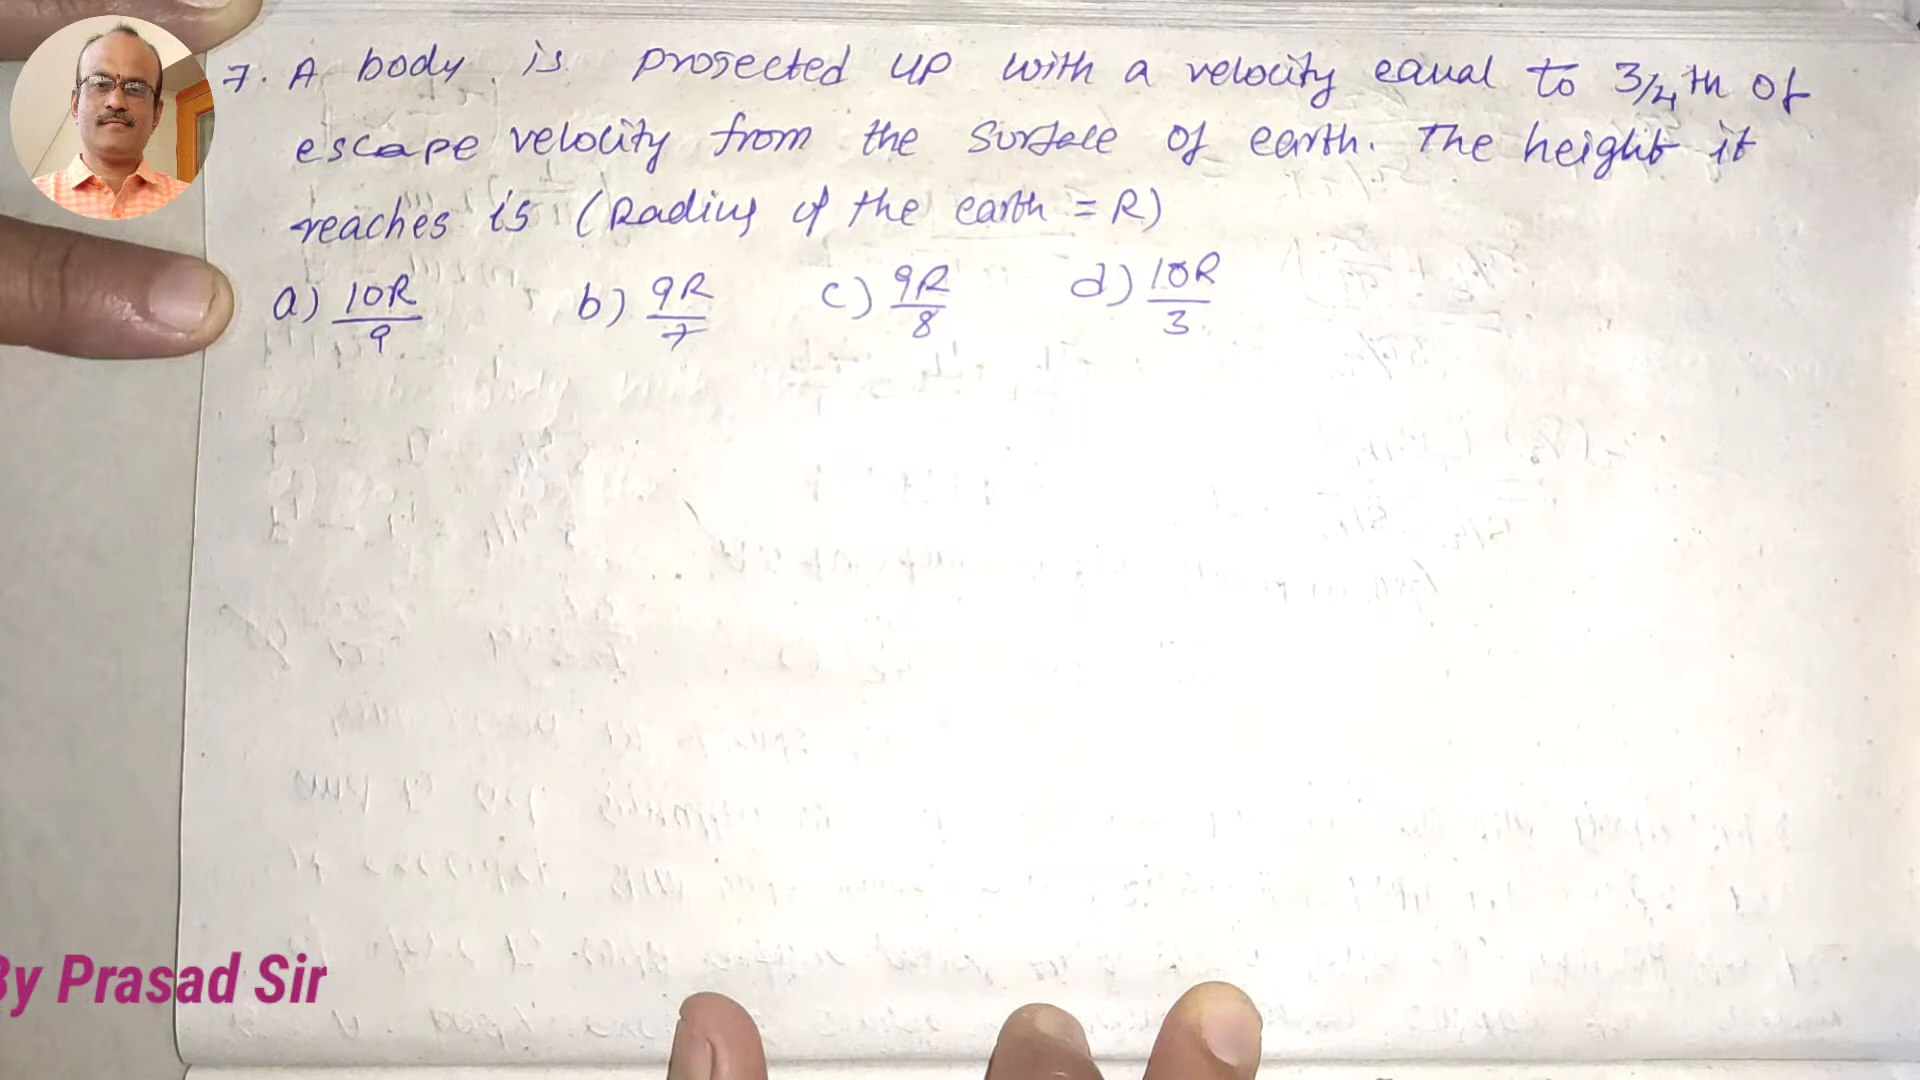 7. A body is projected up with a velocity equal to 3/4th of
escape velocity from the surface of earth. The height it
reaches is (Radius of the earth = R)
a) 10R/9 b) 9R/7 c) 9R/8 d) 10R/3
By Prasad Sir